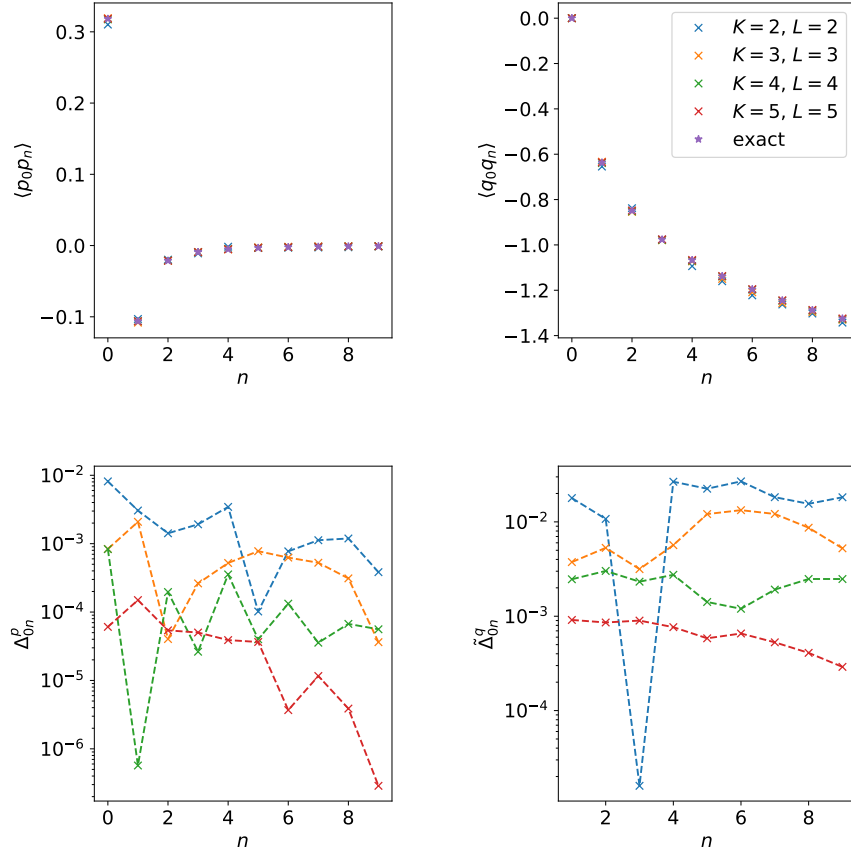 0.3
0.2
0.1
0.0
−0.1
⟨p₀pₙ⟩
0 2 4 6 8
n
0.0
−0.2
−0.4
−0.6
−0.8
−1.0
−1.2
−1.4
⟨q₀qₙ⟩
0 2 4 6 8
n
K = 2, L = 2
K = 3, L = 3
K = 4, L = 4
K = 5, L = 5
exact
10⁻²
10⁻³
10⁻⁴
10⁻⁵
10⁻⁶
Δᵖ₀ₙ
0 2 4 6 8
n
10⁻²
10⁻³
10⁻⁴
Δ̃^q₀ₙ
2 4 6 8
n